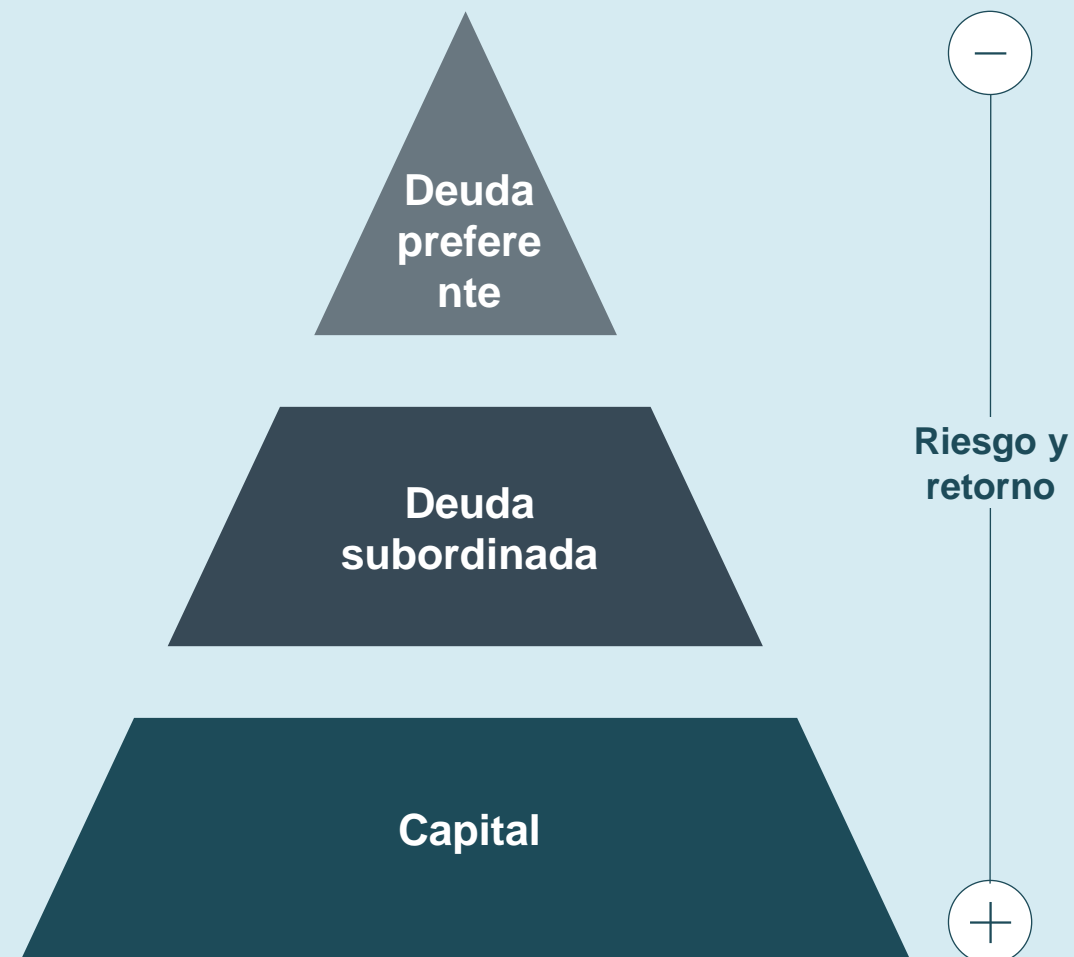 Deuda
prefere
nte
Riesgo y
retorno
Deuda
subordinada
Capital